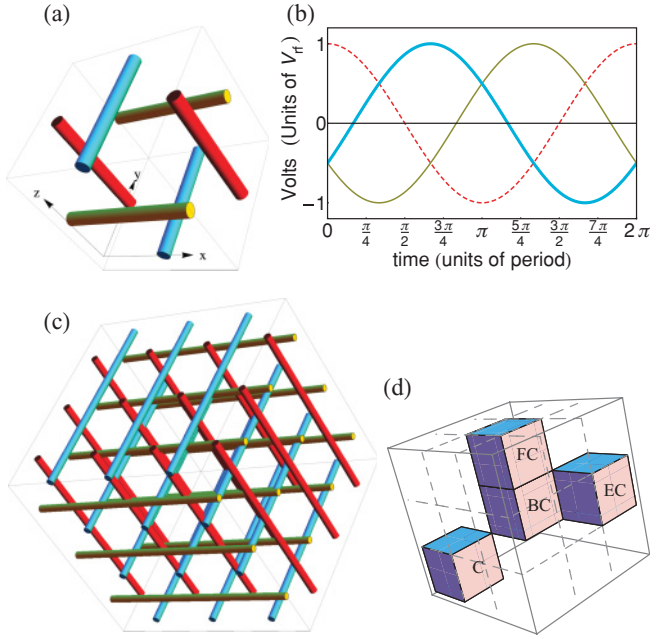 (a)
z
y
x
(b)
Volts (Units of V_rf)
1
0
−1
0 π/4 π/2 3π/4 π 5π/4 3π/2 7π/4 2π
time (units of period)
(c)
(d)
FC
BC
EC
C